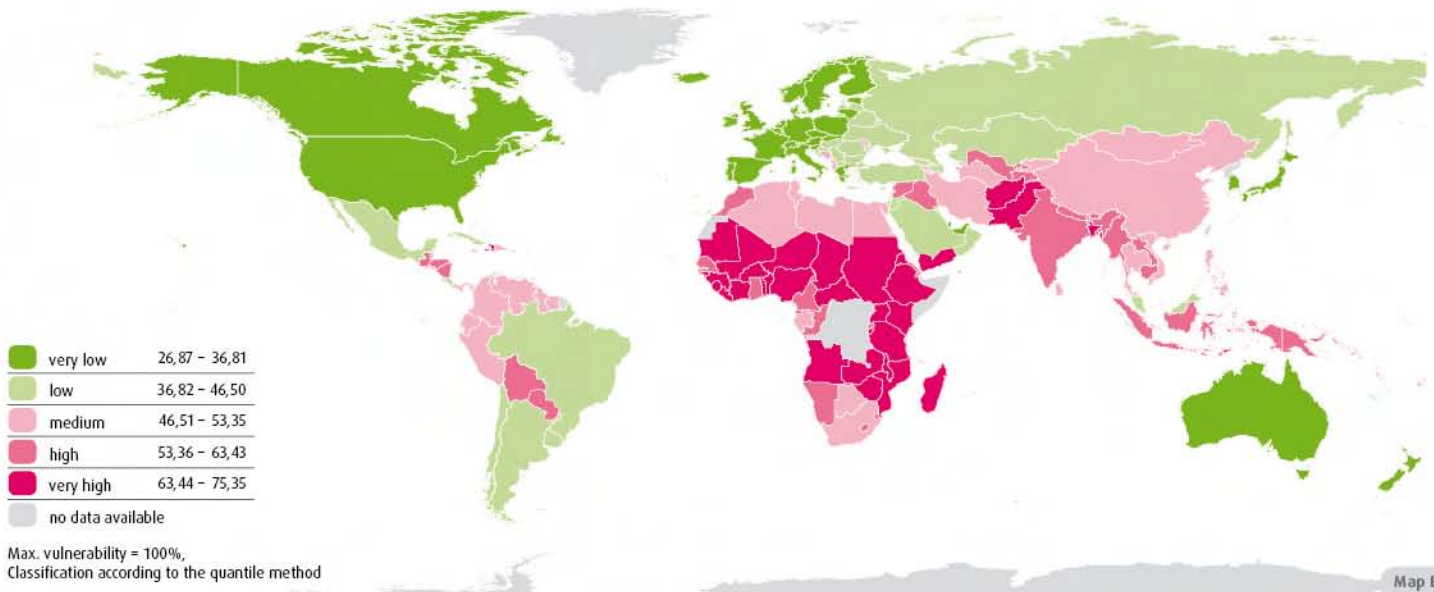 very low 26,87 – 36,81
low 36,82 – 46,50
medium 46,51 – 53,35
high 53,36 – 63,43
very high 63,44 – 75,35
no data available
Max. vulnerability = 100%,
Classification according to the quantile method
Map B